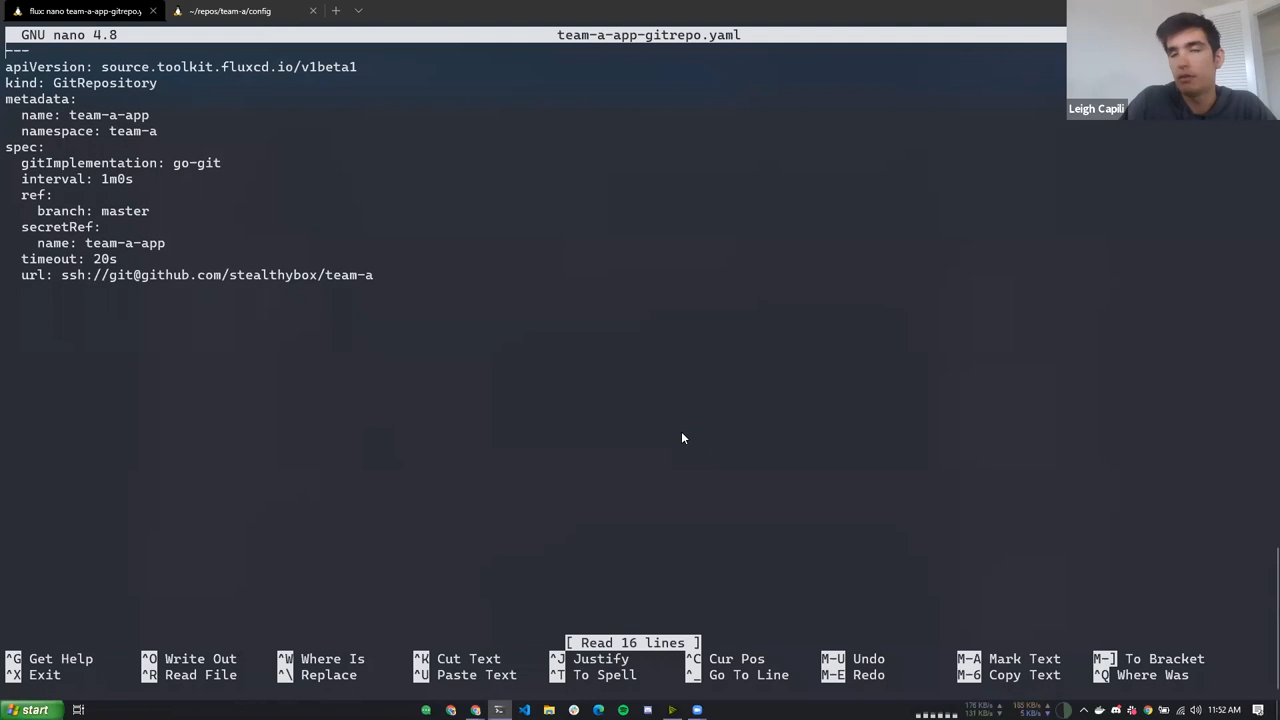 flux: nano team-a-app-gitrepo.y
~/repos/team-a/config
GNU nano 4.8
team-a-app-gitrepo.yaml
---
apiVersion: source.toolkit.fluxcd.io/v1beta1
kind: GitRepository
metadata:
  name: team-a-app
  namespace: team-a
spec:
  gitImplementation: go-git
  interval: 1m0s
  ref:
    branch: master
  secretRef:
    name: team-a-app
  timeout: 20s
  url: ssh://git@github.com/stealthybox/team-a
Leigh Capili
[ Read 16 lines ]
^G Get Help ^O Write Out ^W Where Is ^K Cut Text ^J Justify ^C Cur Pos M-U Undo M-A Mark Text M-] To Bracket
^X Exit ^R Read File ^\ Replace ^U Paste Text ^T To Spell ^_ Go To Line M-E Redo M-6 Copy Text ^Q Where Was
start
11:52 AM